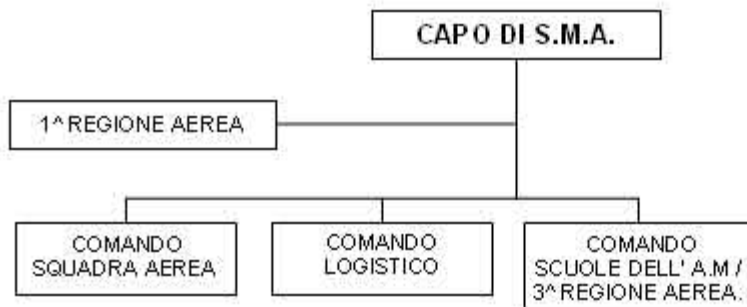 CAPO DI S.M.A.
1^ REGIONE AEREA
COMANDO
SQUADRA AEREA
COMANDO
LOGISTICO
COMANDO
SCUOLE DELL' A.M /
3^ REGIONE AEREA